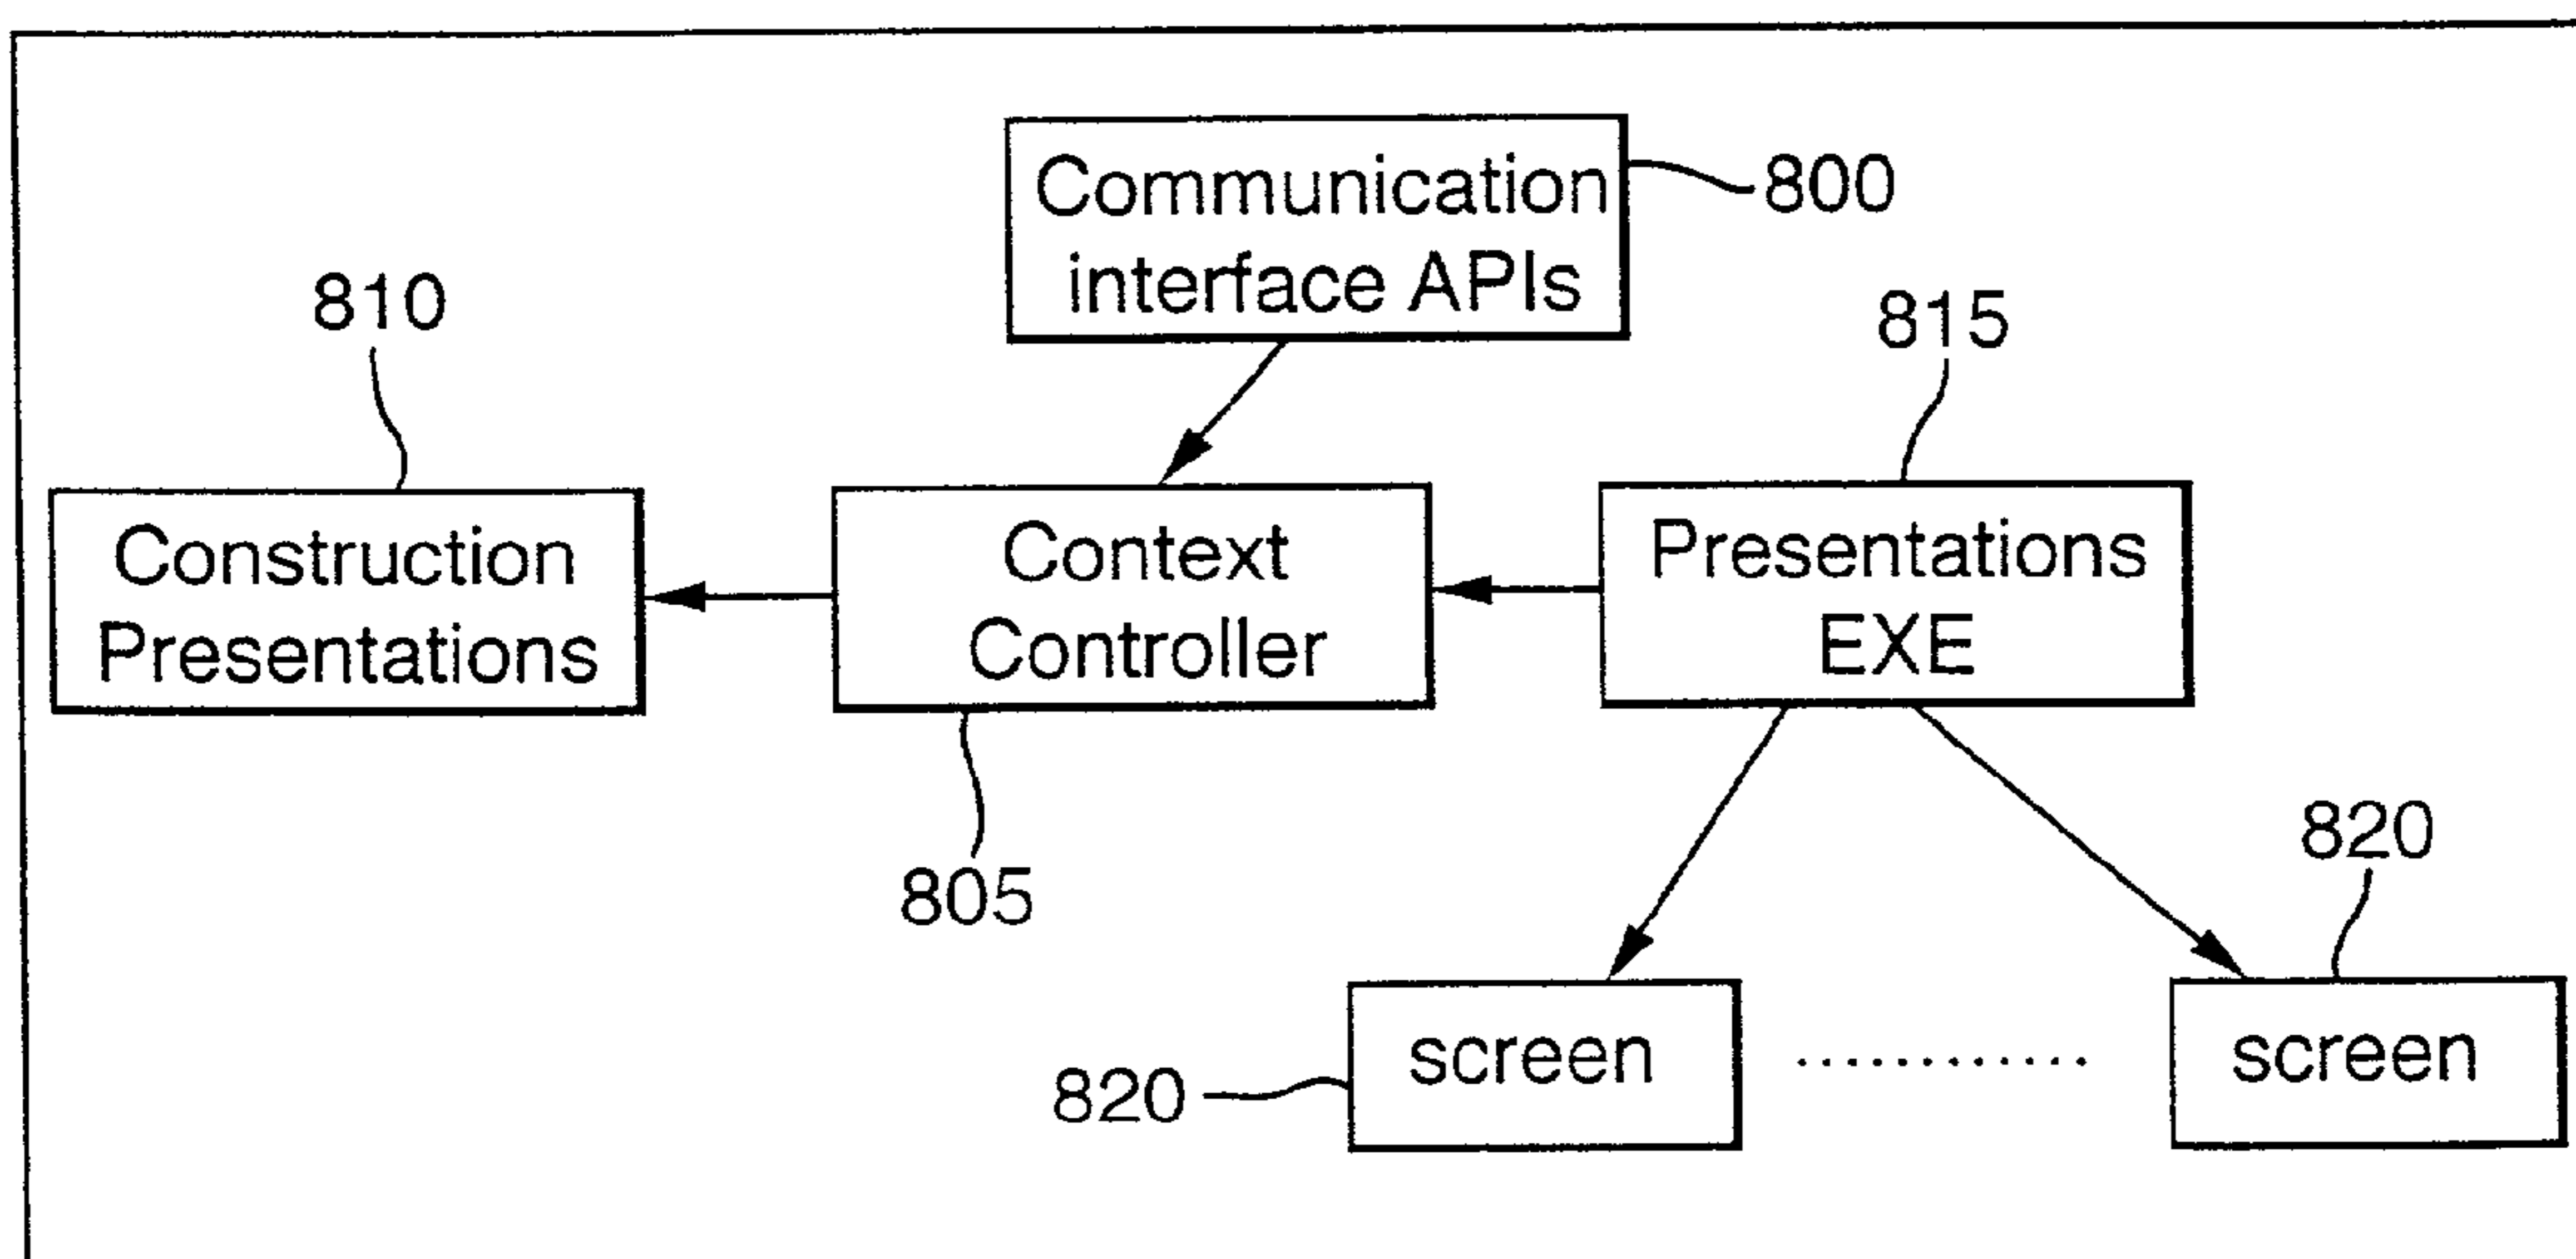 Communication
interface APIs
800
810
815
Construction
Presentations
Context
Controller
Presentations
EXE
805
820
820
screen
............
screen